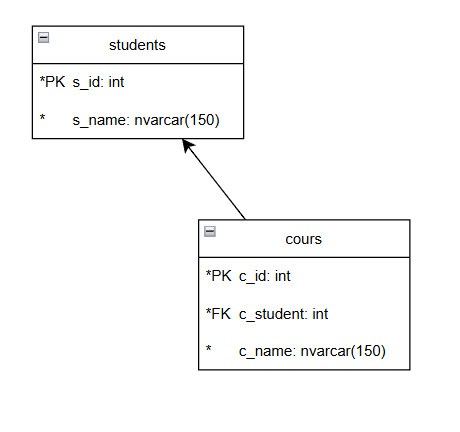 students
*PK s_id: int
* s_name: nvarcar(150)
cours
*PK c_id: int
*FK c_student: int
* c_name: nvarcar(150)